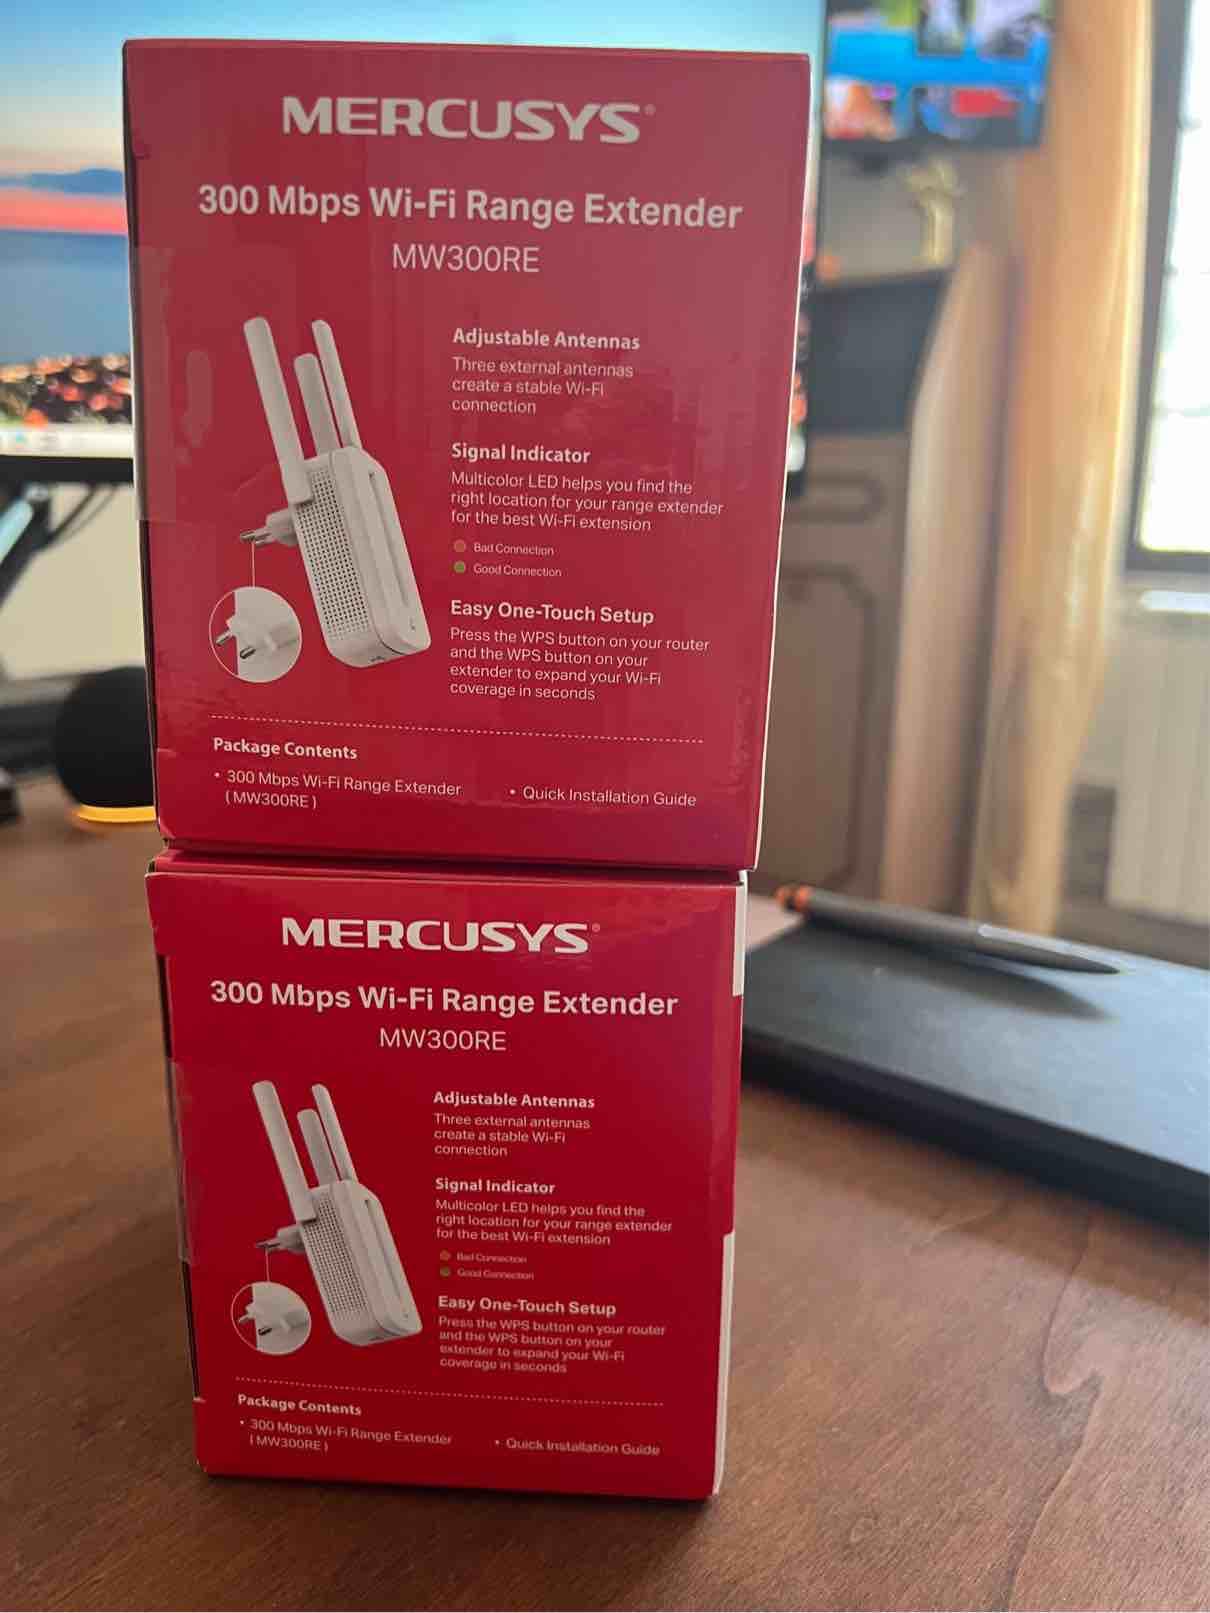 MERCUSYS®
300 Mbps Wi-Fi Range Extender
MW300RE
Adjustable Antennas
Three external antennas
create a stable Wi-Fi
connection
Signal Indicator
Multicolor LED helps you find the
right location for your range extender
for the best Wi-Fi extension
Bad Connection
Good Connection
Easy One-Touch Setup
Press the WPS button on your router
and the WPS button on your
extender to expand your Wi-Fi
coverage in seconds
Package Contents
• 300 Mbps Wi-Fi Range Extender
(MW300RE)
• Quick Installation Guide
MERCUSYS®
300 Mbps Wi-Fi Range Extender
MW300RE
Adjustable Antennas
Three external antennas
create a stable Wi-Fi
connection
Signal Indicator
Multicolor LED helps you find the
right location for your range extender
for the best Wi-Fi extension
Bad Connection
Good Connection
Easy One-Touch Setup
Press the WPS button on your router
and the WPS button on your
extender to expand your Wi-Fi
coverage in seconds
Package Contents
• 300 Mbps Wi-Fi Range Extender
(MW300RE)
• Quick Installation Guide